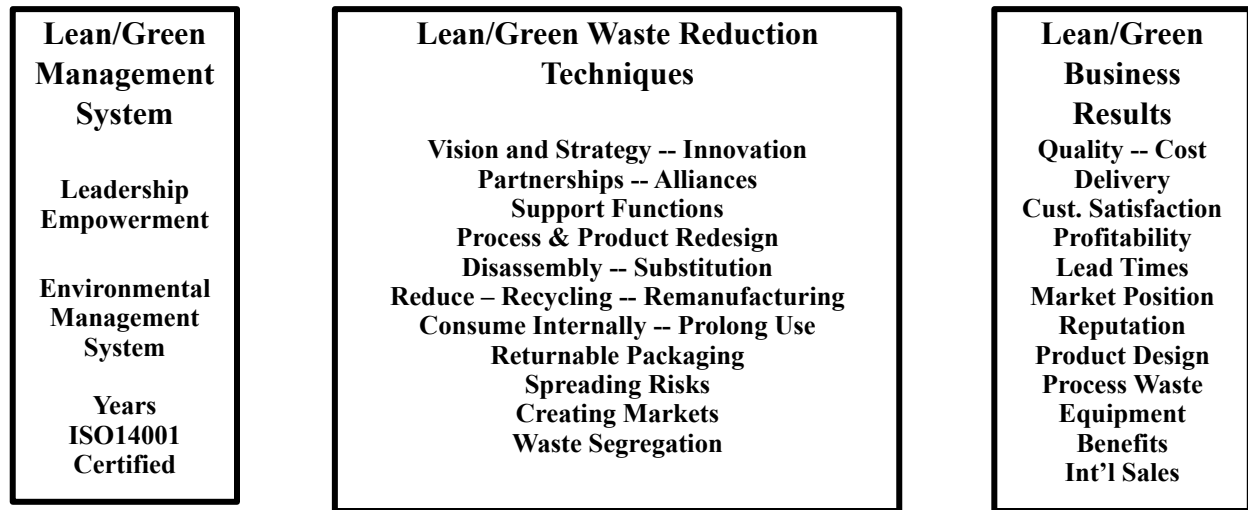 Lean/Green
Management
System
Leadership
Empowerment
Environmental
Management
System
Years
ISO14001
Certified
Lean/Green Waste Reduction
Techniques
Vision and Strategy -- Innovation
Partnerships -- Alliances
Support Functions
Process & Product Redesign
Disassembly -- Substitution
Reduce – Recycling -- Remanufacturing
Consume Internally -- Prolong Use
Returnable Packaging
Spreading Risks
Creating Markets
Waste Segregation
Lean/Green
Business
Results
Quality -- Cost
Delivery
Cust. Satisfaction
Profitability
Lead Times
Market Position
Reputation
Product Design
Process Waste
Equipment
Benefits
Int’l Sales